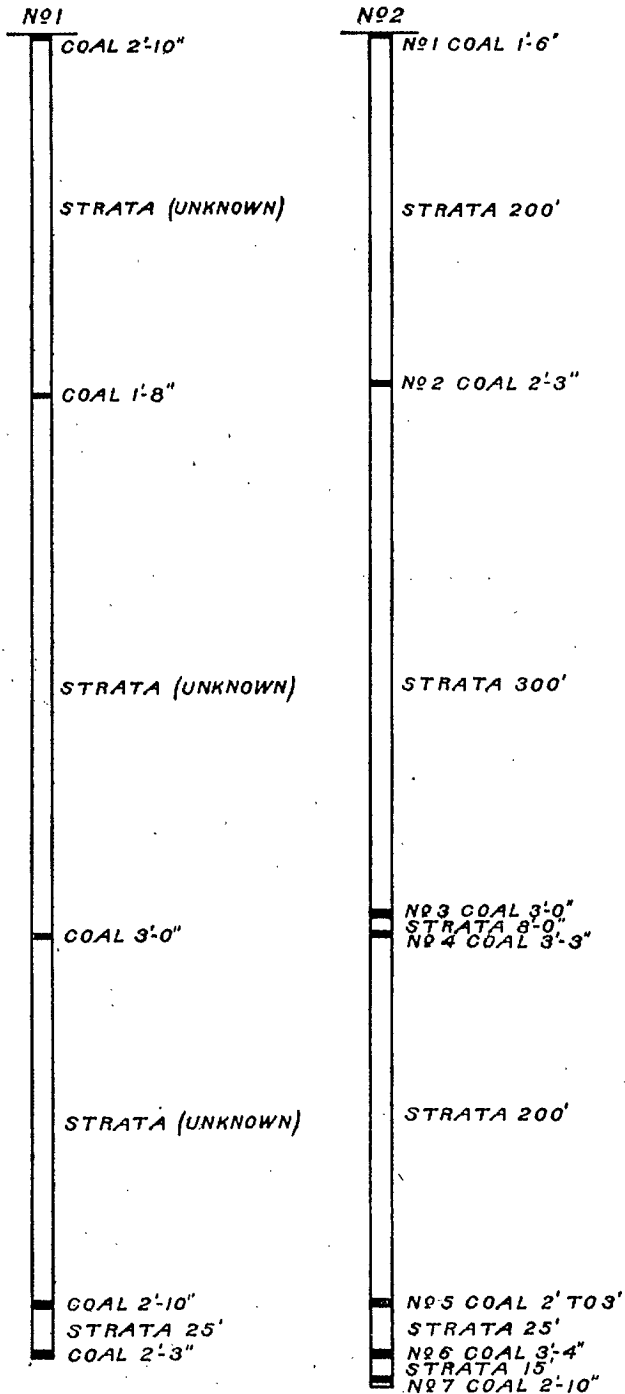 Nº1
COAL 2'-10"
STRATA (UNKNOWN)
COAL 1'-8"
STRATA (UNKNOWN)
COAL 3'-0"
STRATA (UNKNOWN)
COAL 2'-10"
STRATA 25'
COAL 2'-3"
Nº2
Nº1 COAL 1'-6"
STRATA 200'
Nº2 COAL 2'-3"
STRATA 300'
Nº3 COAL 3'-0"
STRATA 8'-0"
Nº4 COAL 3'-3"
STRATA 200'
Nº5 COAL 2' TO 3'
STRATA 25'
Nº6 COAL 3'-4"
STRATA 15'
Nº7 COAL 2'-10"